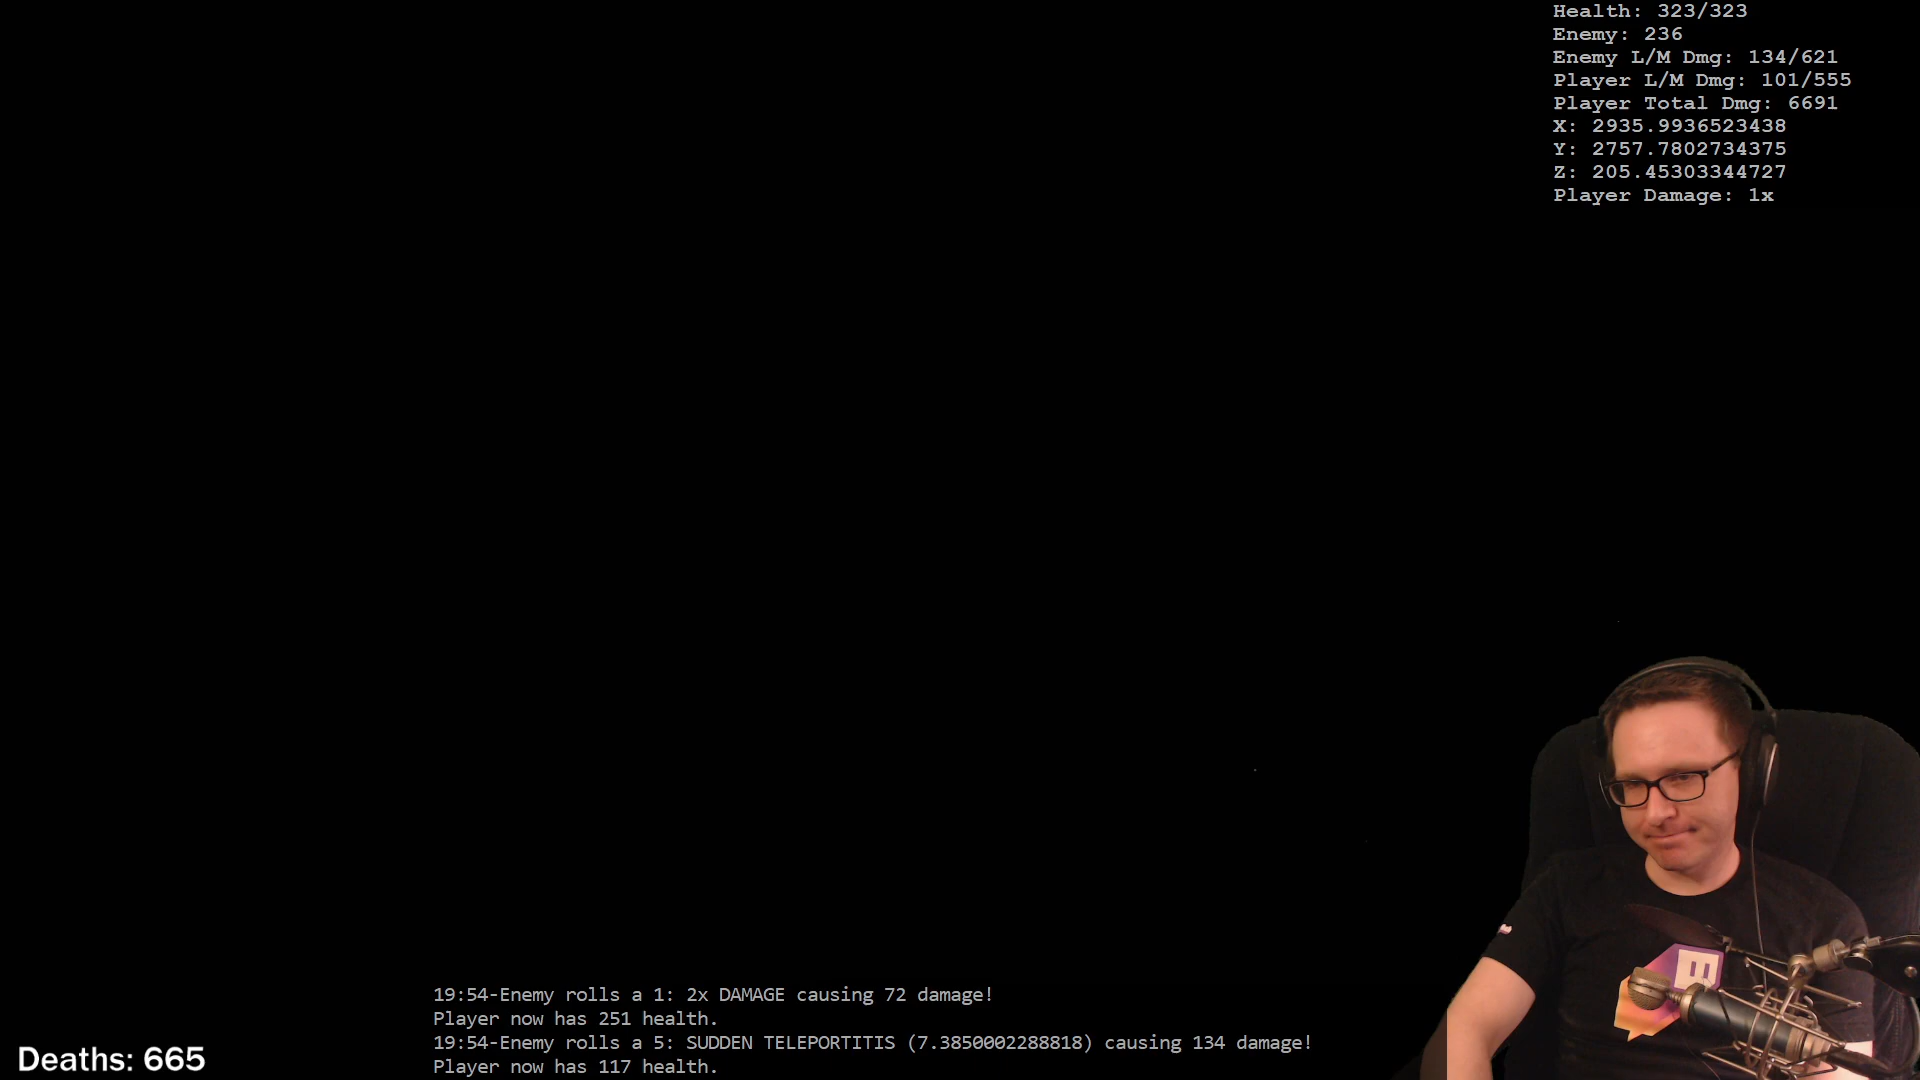 Health: 323/323
Enemy: 236
Enemy L/M Dmg: 134/621
Player L/M Dmg: 101/555
Player Total Dmg: 6691
X: 2935.9936523438
Y: 2757.7802734375
Z: 205.45303344727
Player Damage: 1x
19:54-Enemy rolls a 1: 2x DAMAGE causing 72 damage!
Player now has 251 health.
19:54-Enemy rolls a 5: SUDDEN TELEPORTITIS (7.3850002288818) causing 134 damage!
Player now has 117 health.
Deaths: 665